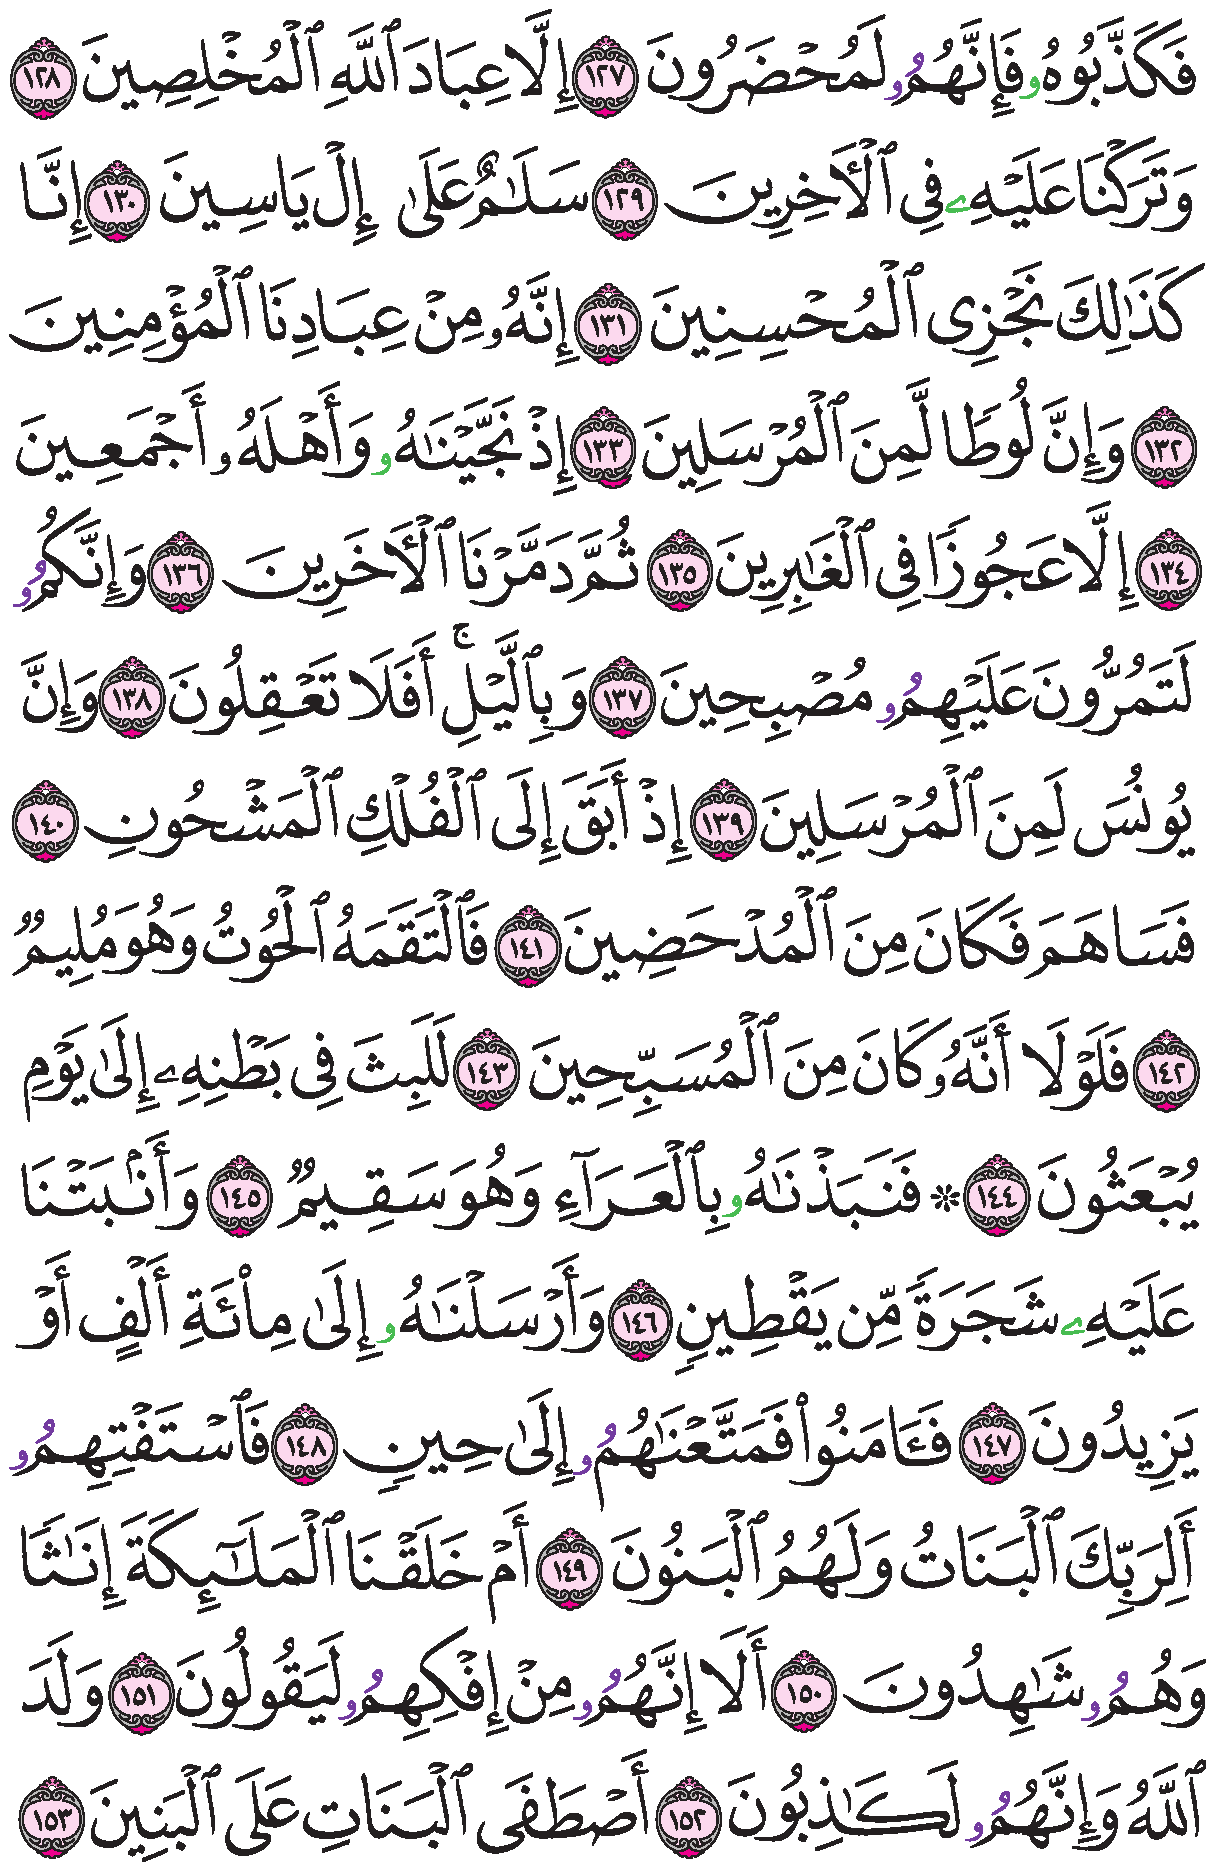 فَكَذَّبُوهُۥ فَإِنَّهُمُۥ لَمُحْضَرُونَ ١٢٧ إِلَّا عِبَادَ ٱللَّهِ ٱلْمُخْلِصِينَ ١٢٨
وَتَرَكْنَا عَلَيْهِۦ فِى ٱلْأَخِرِينَ ١٢٩ سَلَٰمٌ عَلَىٰ إِلْ يَاسِينَ ١٣٠ إِنَّا
كَذَٰلِكَ نَجْزِى ٱلْمُحْسِنِينَ ١٣١ إِنَّهُۥ مِنْ عِبَادِنَا ٱلْمُؤْمِنِينَ
١٣٢ وَإِنَّ لُوطًا لَّمِنَ ٱلْمُرْسَلِينَ ١٣٣ إِذْ نَجَّيْنَٰهُۥ وَأَهْلَهُۥ أَجْمَعِينَ
١٣٤ إِلَّا عَجُوزًا فِى ٱلْغَٰبِرِينَ ١٣٥ ثُمَّ دَمَّرْنَا ٱلْأَخَرِينَ ١٣٦ وَإِنَّكُمُۥ
لَتَمُرُّونَ عَلَيْهِمُۥ مُصْبِحِينَ ١٣٧ وَبِٱلَّيْلِۚ أَفَلَا تَعْقِلُونَ ١٣٨ وَإِنَّ
يُونُسَ لَمِنَ ٱلْمُرْسَلِينَ ١٣٩ إِذْ أَبَقَ إِلَى ٱلْفُلْكِ ٱلْمَشْحُونِ ١٤٠
فَسَاهَمَ فَكَانَ مِنَ ٱلْمُدْحَضِينَ ١٤١ فَٱلْتَقَمَهُ ٱلْحُوتُ وَهُوَ مُلِيمٌ
١٤٢ فَلَوْلَا أَنَّهُۥ كَانَ مِنَ ٱلْمُسَبِّحِينَ ١٤٣ لَلَبِثَ فِى بَطْنِهِۦ إِلَىٰ يَوْمِ
يُبْعَثُونَ ١٤٤ ۞ فَنَبَذْنَٰهُۥ بِٱلْعَرَآءِ وَهُوَ سَقِيمٌ ١٤٥ وَأَنۢبَتْنَا
عَلَيْهِۦ شَجَرَةً مِّن يَقْطِينٍ ١٤٦ وَأَرْسَلْنَٰهُۥ إِلَىٰ مِا۟ئَةِ أَلْفٍ أَوْ
يَزِيدُونَ ١٤٧ فَـَٔامَنُوا۟ فَمَتَّعْنَٰهُمُۥ إِلَىٰ حِينٍ ١٤٨ فَٱسْتَفْتِهِمُۥ
أَلِرَبِّكَ ٱلْبَنَاتُ وَلَهُمُ ٱلْبَنُونَ ١٤٩ أَمْ خَلَقْنَا ٱلْمَلَٰٓئِكَةَ إِنَٰثًا
وَهُمُۥ شَٰهِدُونَ ١٥٠ أَلَا إِنَّهُمُۥ مِنْ إِفْكِهِمُۥ لَيَقُولُونَ ١٥١ وَلَدَ
ٱللَّهُ وَإِنَّهُمُۥ لَكَٰذِبُونَ ١٥٢ أَصْطَفَى ٱلْبَنَاتِ عَلَى ٱلْبَنِينَ ١٥٣